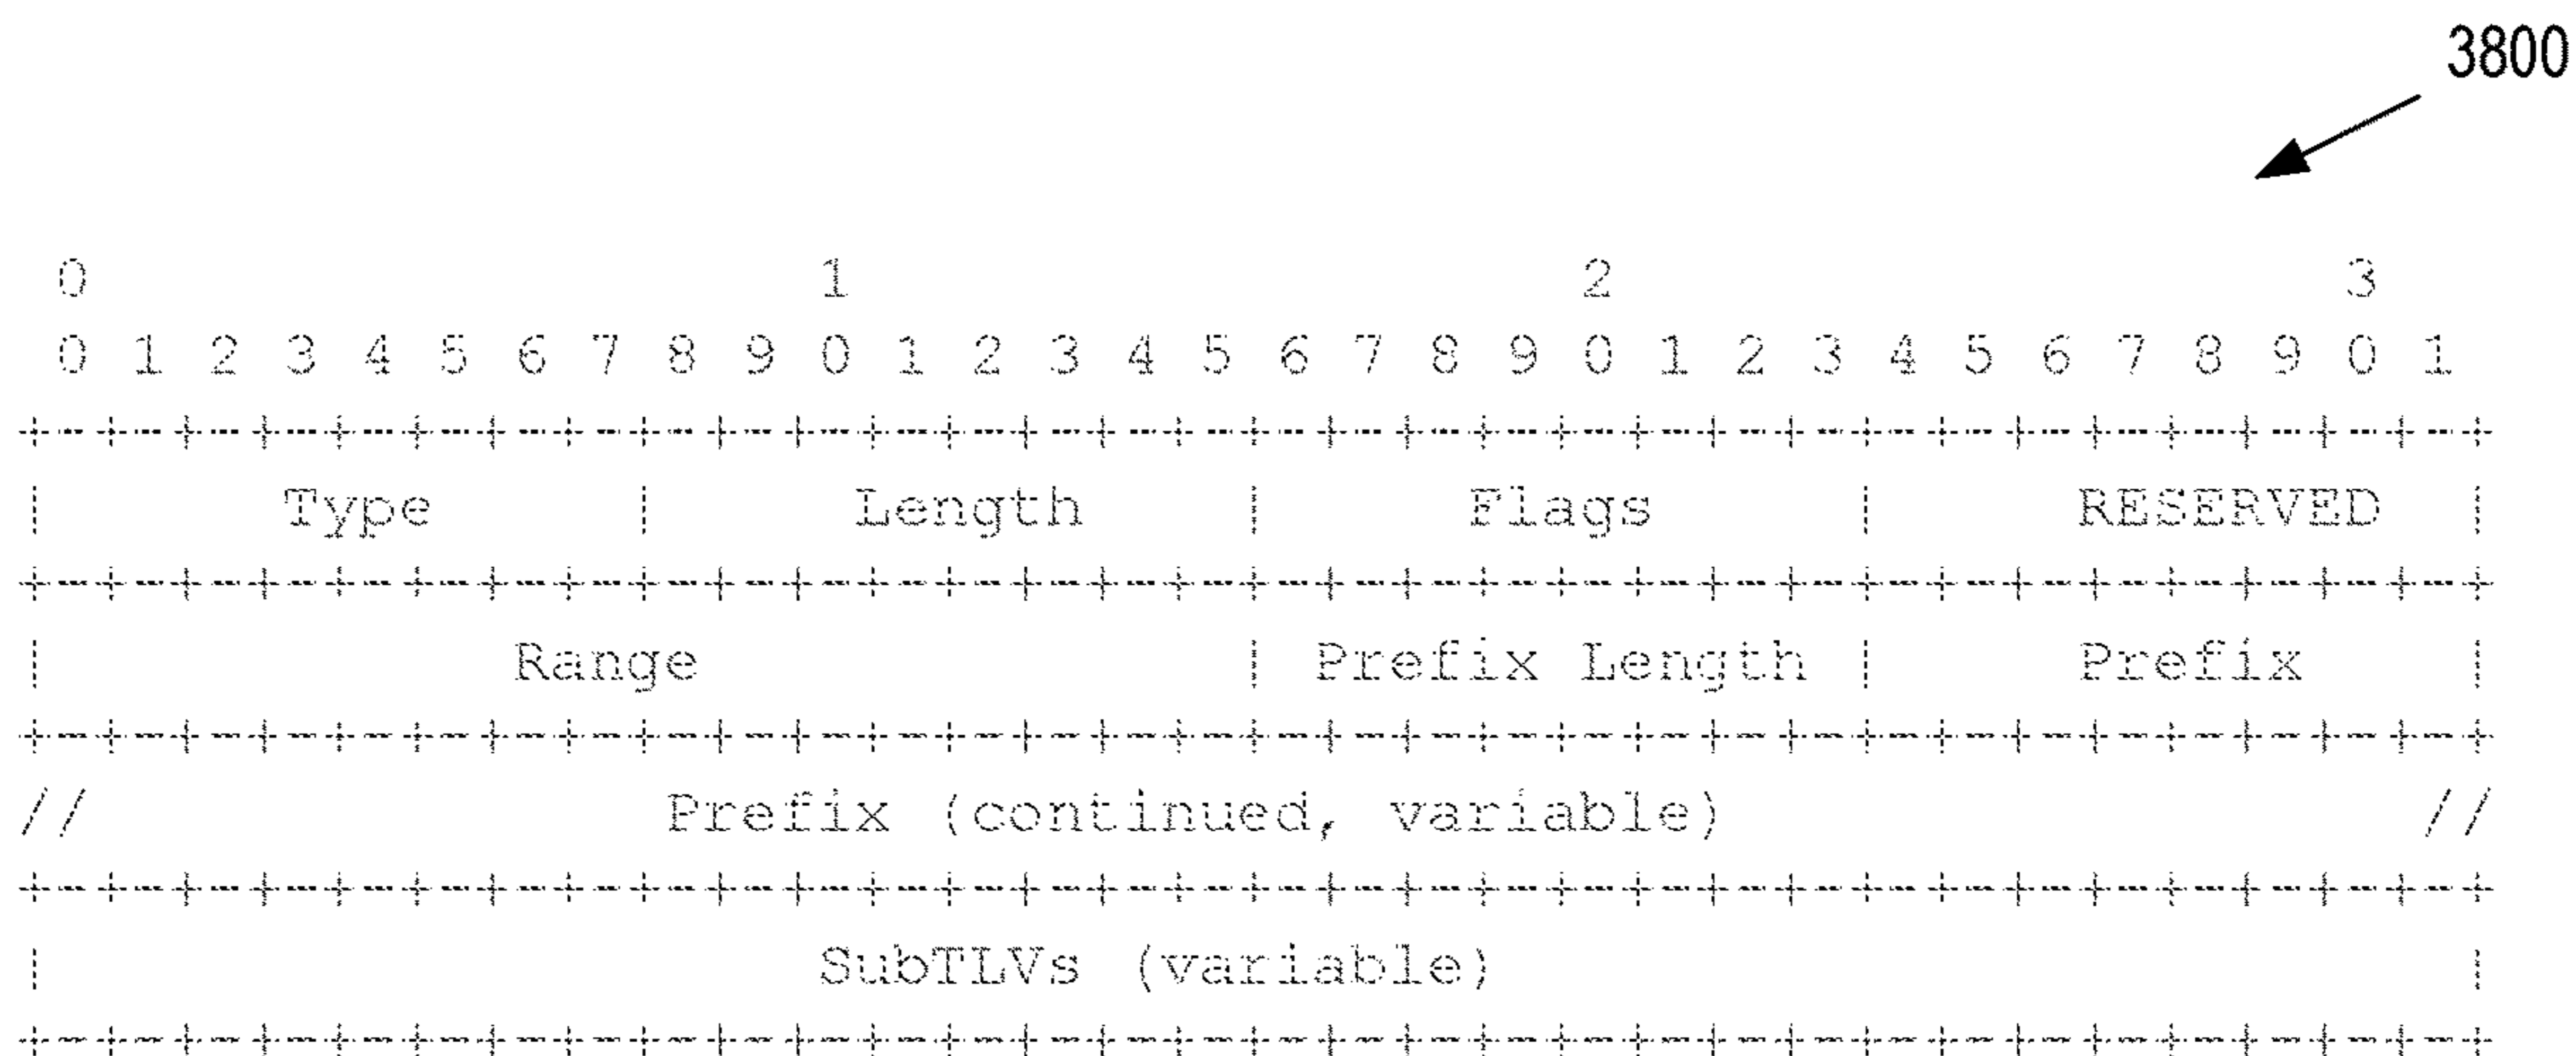 3800
0 1 2 3
0 1 2 3 4 5 6 7 8 9 0 1 2 3 4 5 6 7 8 9 0 1 2 3 4 5 6 7 8 9 0 1
+-+-+-+-+-+-+-+-+-+-+-+-+-+-+-+-+-+-+-+-+-+-+-+-+-+-+-+-+-+-+-+-+
| Type | Length | Flags | RESERVED |
+-+-+-+-+-+-+-+-+-+-+-+-+-+-+-+-+-+-+-+-+-+-+-+-+-+-+-+-+-+-+-+-+
| Range | Prefix Length | Prefix |
+-+-+-+-+-+-+-+-+-+-+-+-+-+-+-+-+-+-+-+-+-+-+-+-+-+-+-+-+-+-+-+-+
// Prefix (continued, variable) //
+-+-+-+-+-+-+-+-+-+-+-+-+-+-+-+-+-+-+-+-+-+-+-+-+-+-+-+-+-+-+-+-+
| SubTLVs (variable) |
+-+-+-+-+-+-+-+-+-+-+-+-+-+-+-+-+-+-+-+-+-+-+-+-+-+-+-+-+-+-+-+-+